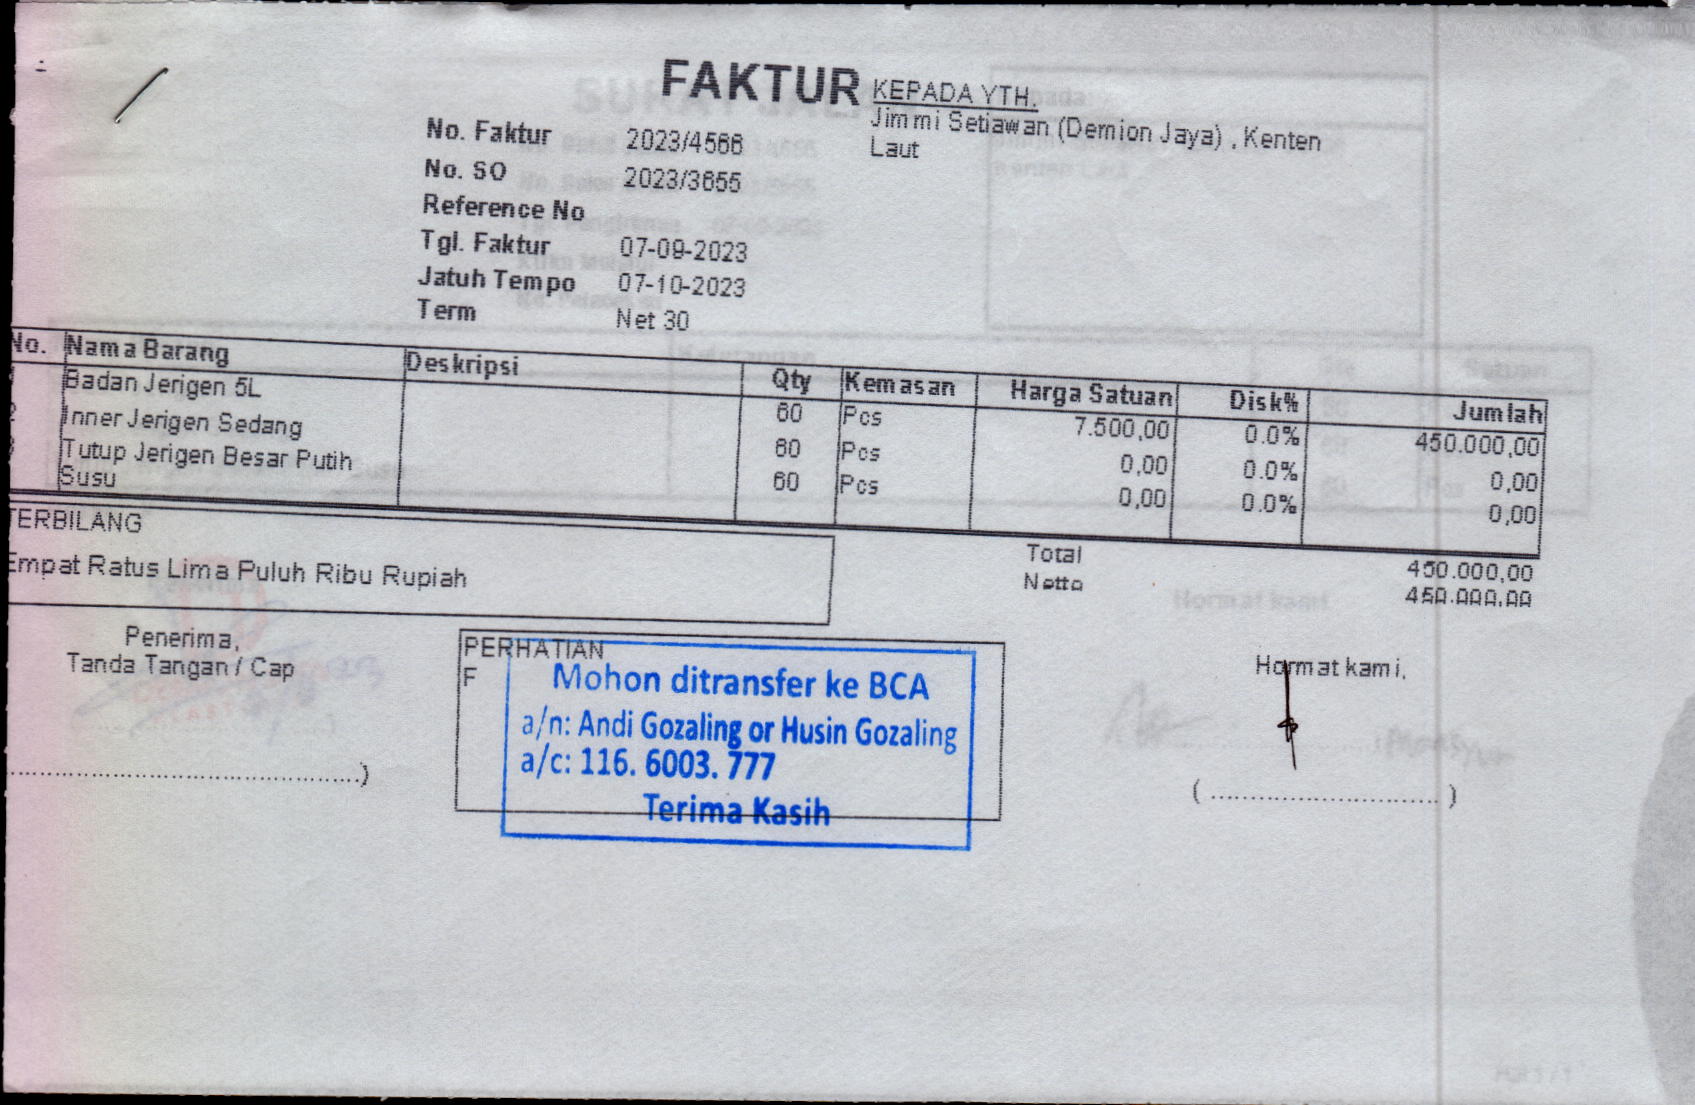 FAKTUR
KEPADA YTH.
Jimmi Setiawan (Demion Jaya) , Kenten
Laut
No. Faktur 2023/4566
No. SO 2023/3655
Reference No
Tgl. Faktur 07-09-2023
Jatuh Tempo 07-10-2023
Term Net 30
No. Nama Barang Deskripsi Qty Kemasan Harga Satuan Disk% Jumlah
Badan Jerigen 5L 60 Pcs 7.500,00 0.0% 450.000,00
Inner Jerigen Sedang 60 Pcs 0,00 0.0% 0,00
Tutup Jerigen Besar Putih 60 Pcs 0,00 0.0% 0,00
Susu
TERBILANG
Empat Ratus Lima Puluh Ribu Rupiah
Total 450.000,00
Netto 450.000,00
Penerima,
Tanda Tangan / Cap
..............................................)
PERHATIAN
F
Mohon ditransfer ke BCA
a/n: Andi Gozaling or Husin Gozaling
a/c: 116. 6003. 777
Terima Kasih
Hormat kami,
( ............................. )